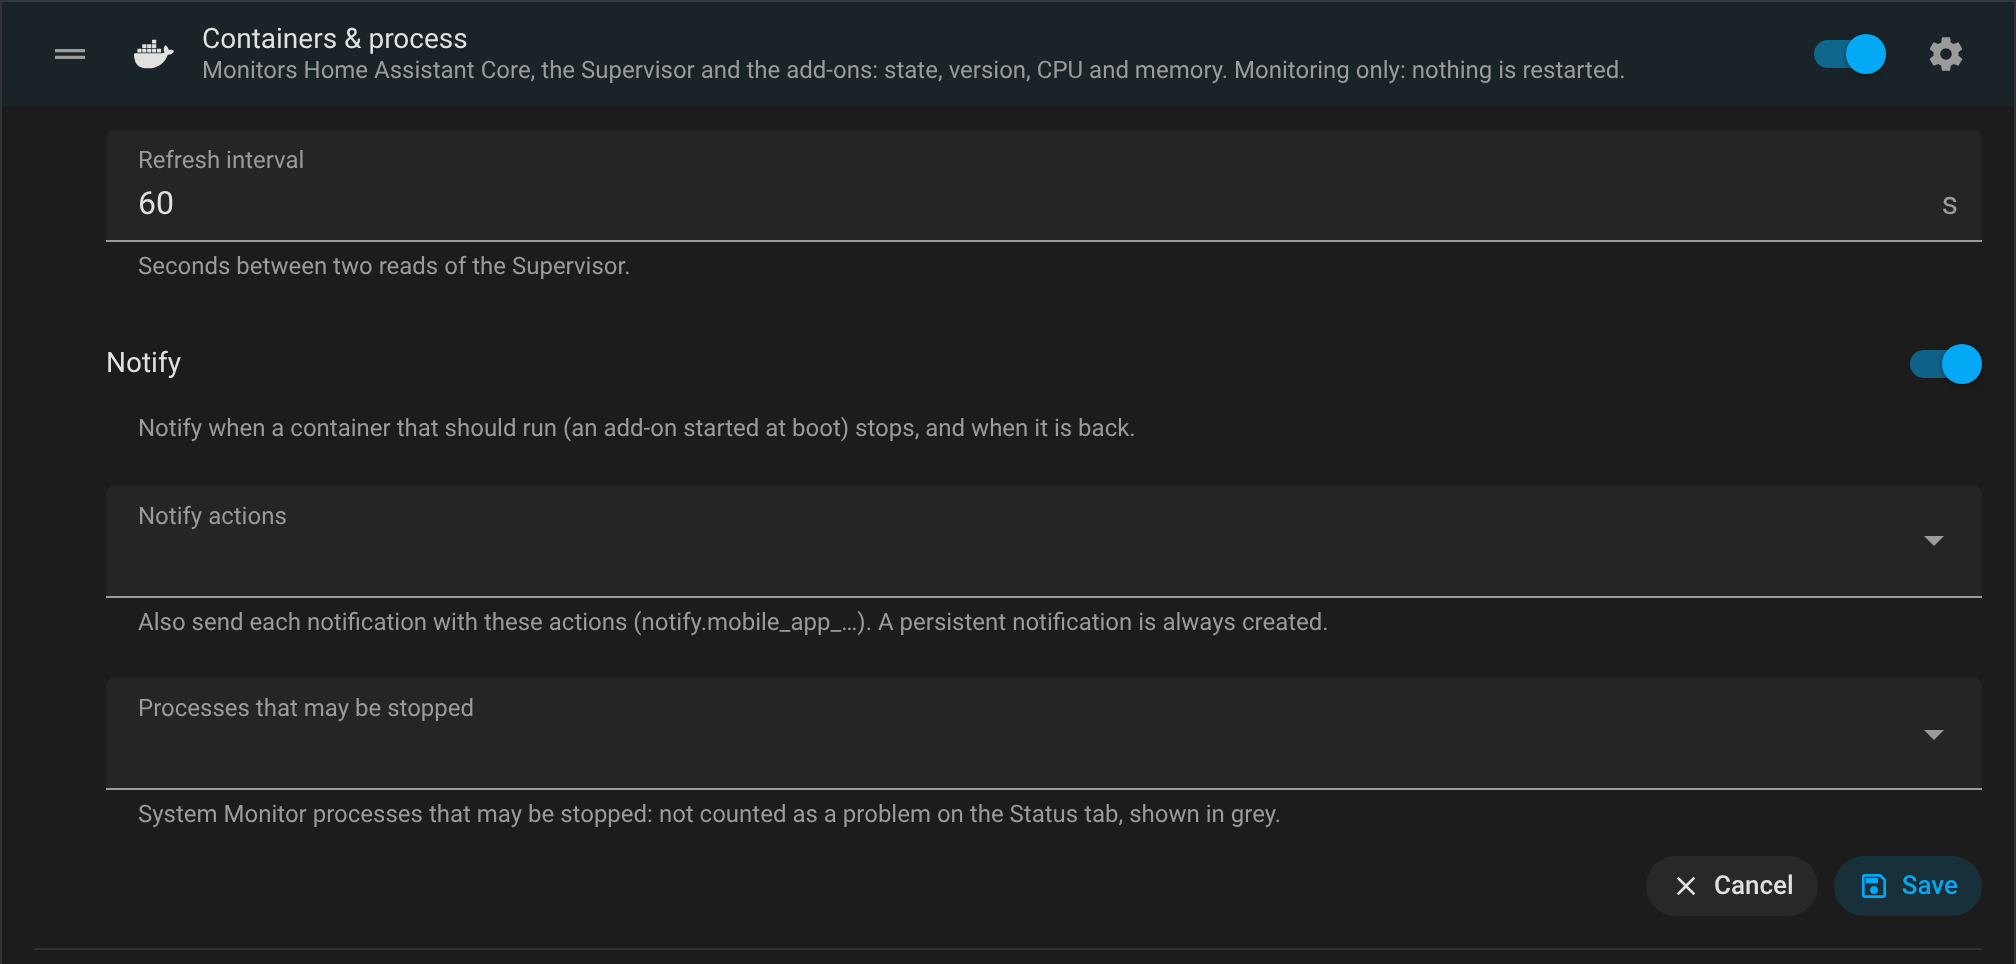 Containers & process
Monitors Home Assistant Core, the Supervisor and the add-ons: state, version, CPU and memory. Monitoring only: nothing is restarted.
Refresh interval
60
s
Seconds between two reads of the Supervisor.
Notify
Notify when a container that should run (an add-on started at boot) stops, and when it is back.
Notify actions
Also send each notification with these actions (notify.mobile_app_…). A persistent notification is always created.
Processes that may be stopped
System Monitor processes that may be stopped: not counted as a problem on the Status tab, shown in grey.
Cancel
Save